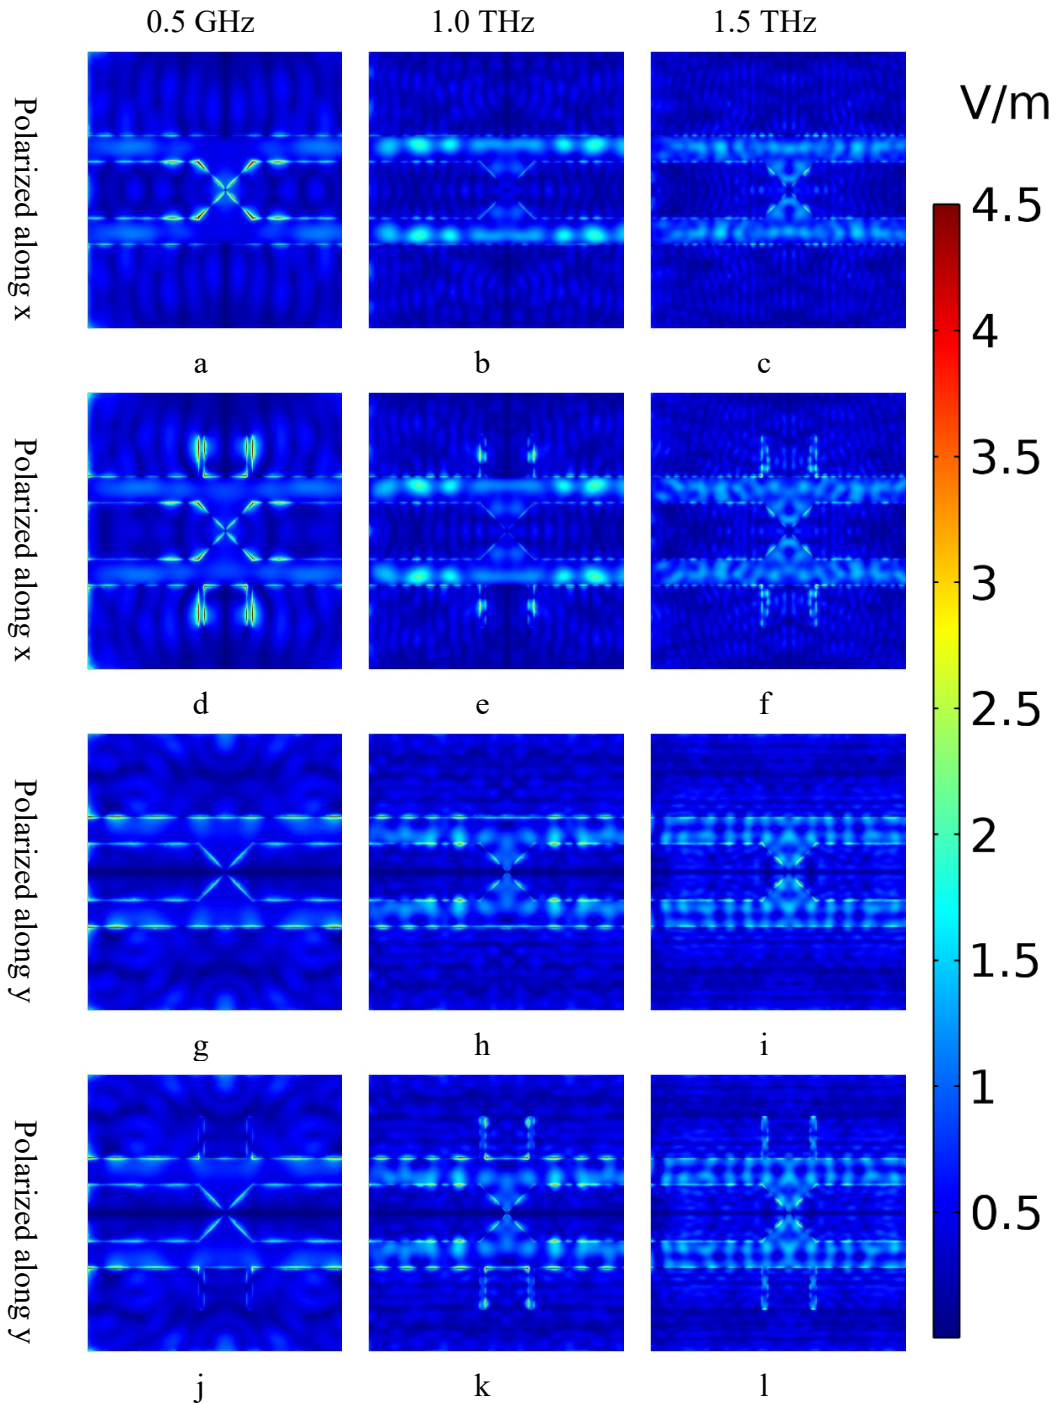 0.5 GHz 1.0 THz 1.5 THz
V/m
Polarized along x
a b c
Polarized along x
d e f
Polarized along y
g h i
Polarized along y
j k l
4.5
4
3.5
3
2.5
2
1.5
1
0.5